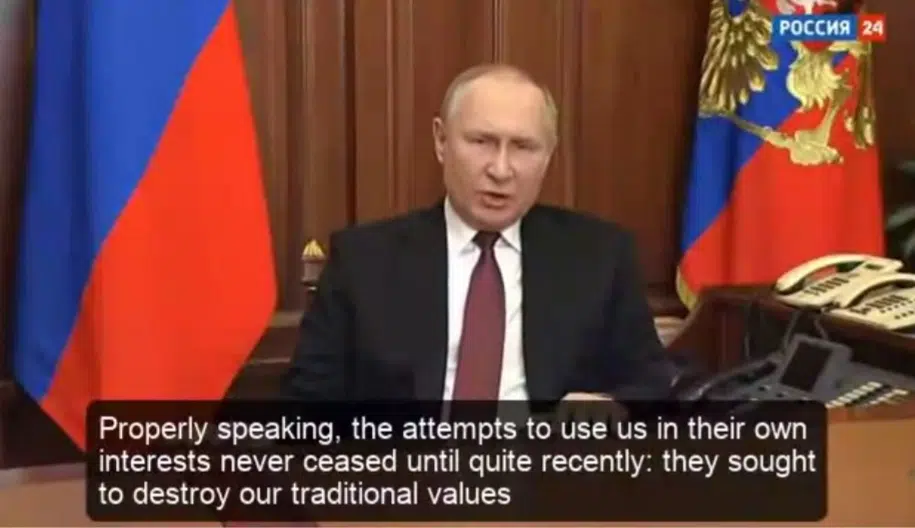 РОССИЯ 24
Properly speaking, the attempts to use us in their own
interests never ceased until quite recently: they sought
to destroy our traditional values